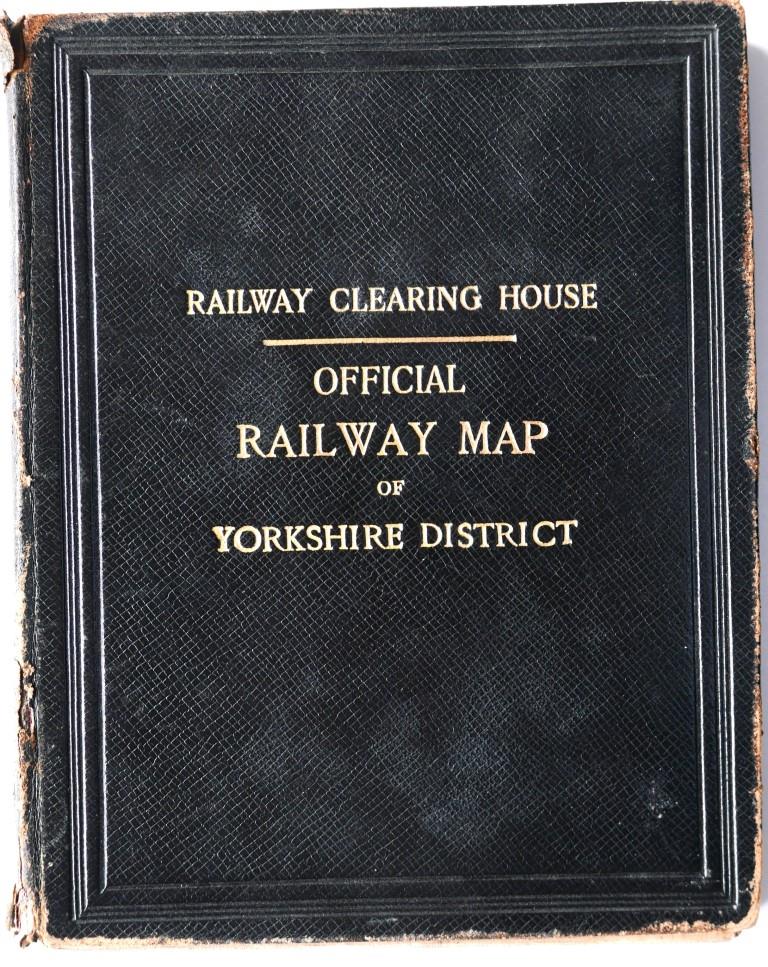 RAILWAY CLEARING HOUSE
OFFICIAL
RAILWAY MAP
OF
YORKSHIRE DISTRICT